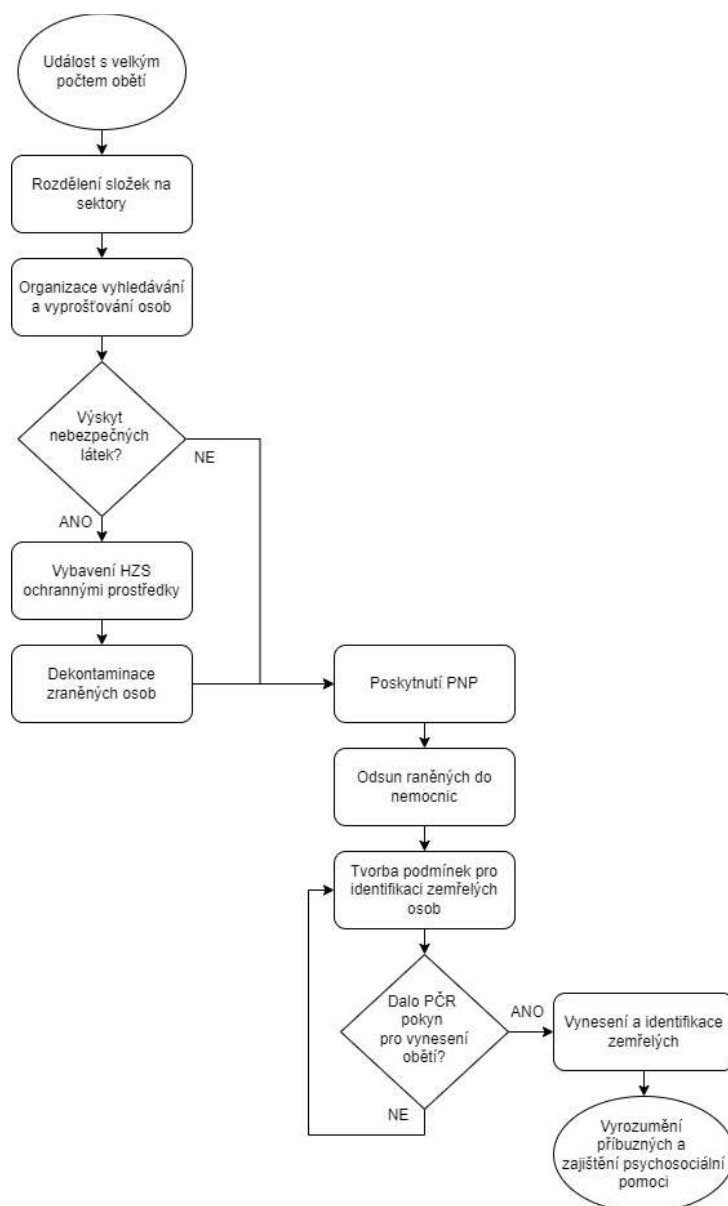 Událost s velkým
počtem obětí
Rozdělení složek na
sektory
Organizace vyhledávání
a vyprošťování osob
Výskyt
nebezpečných
látek?
NE
ANO
Vybavení HZS
ochrannými prostředky
Dekontaminace
zraněných osob
Poskytnutí PNP
Odsun raněných do
nemocnic
Tvorba podmínek pro
identifikaci zemřelých
osob
Dalo PČR
pokyn
pro vynesení
obětí?
ANO
NE
Vynesení a identifikace
zemřelých
Vyrozumění
příbuzných a
zajištění psychosociální
pomoci